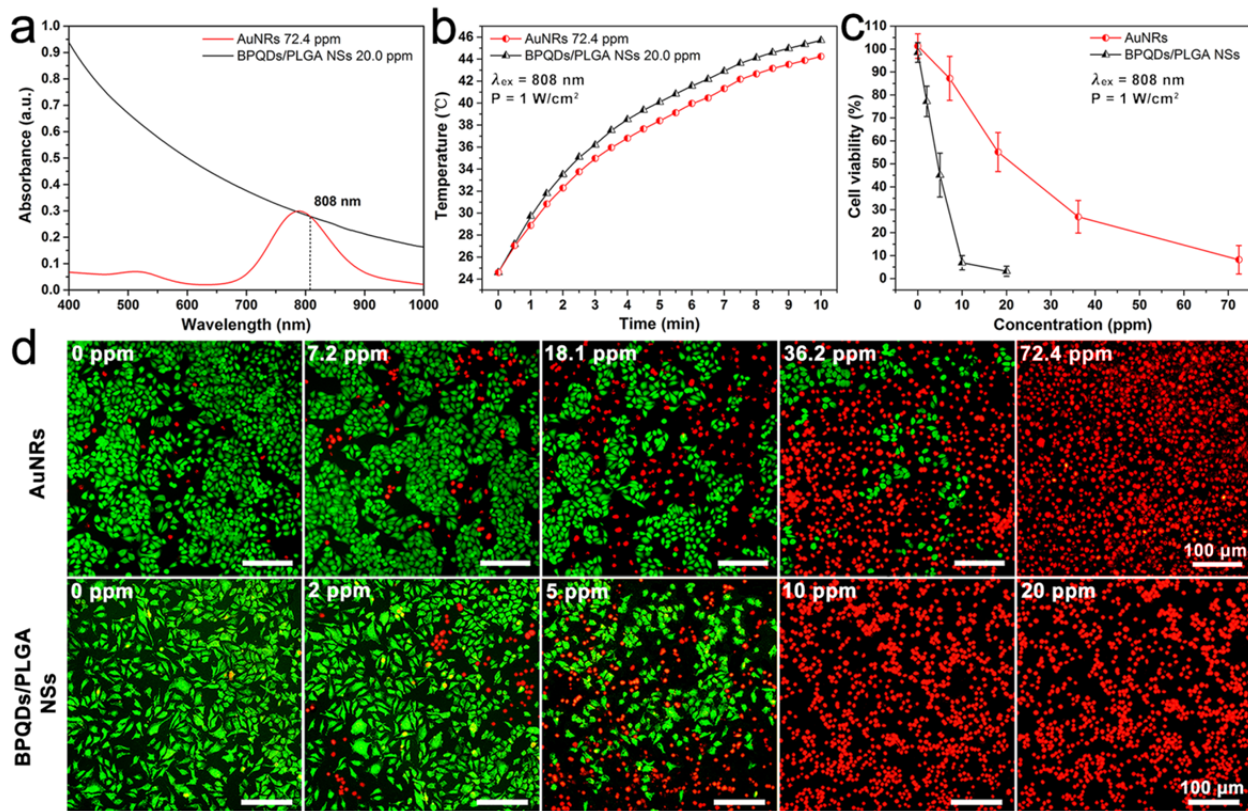 a
AuNRs 72.4 ppm
BPQDs/PLGA NSs 20.0 ppm
808 nm
1.0
0.9
0.8
0.7
0.6
0.5
0.4
0.3
0.2
0.1
0.0
Absorbance (a.u.)
400 500 600 700 800 900 1000
Wavelength (nm)
b
AuNRs 72.4 ppm
BPQDs/PLGA NSs 20.0 ppm
λex = 808 nm
P = 1 W/cm²
46
44
42
40
38
36
34
32
30
28
26
24
Temperature (℃)
0 1 2 3 4 5 6 7 8 9 10
Time (min)
c
AuNRs
BPQDs/PLGA NSs
λex = 808 nm
P = 1 W/cm²
110
100
90
80
70
60
50
40
30
20
10
0
Cell viability (%)
0 10 20 30 40 50 60 70
Concentration (ppm)
d
AuNRs
0 ppm
7.2 ppm
18.1 ppm
36.2 ppm
72.4 ppm
100 μm
BPQDs/PLGA
NSs
0 ppm
2 ppm
5 ppm
10 ppm
20 ppm
100 μm